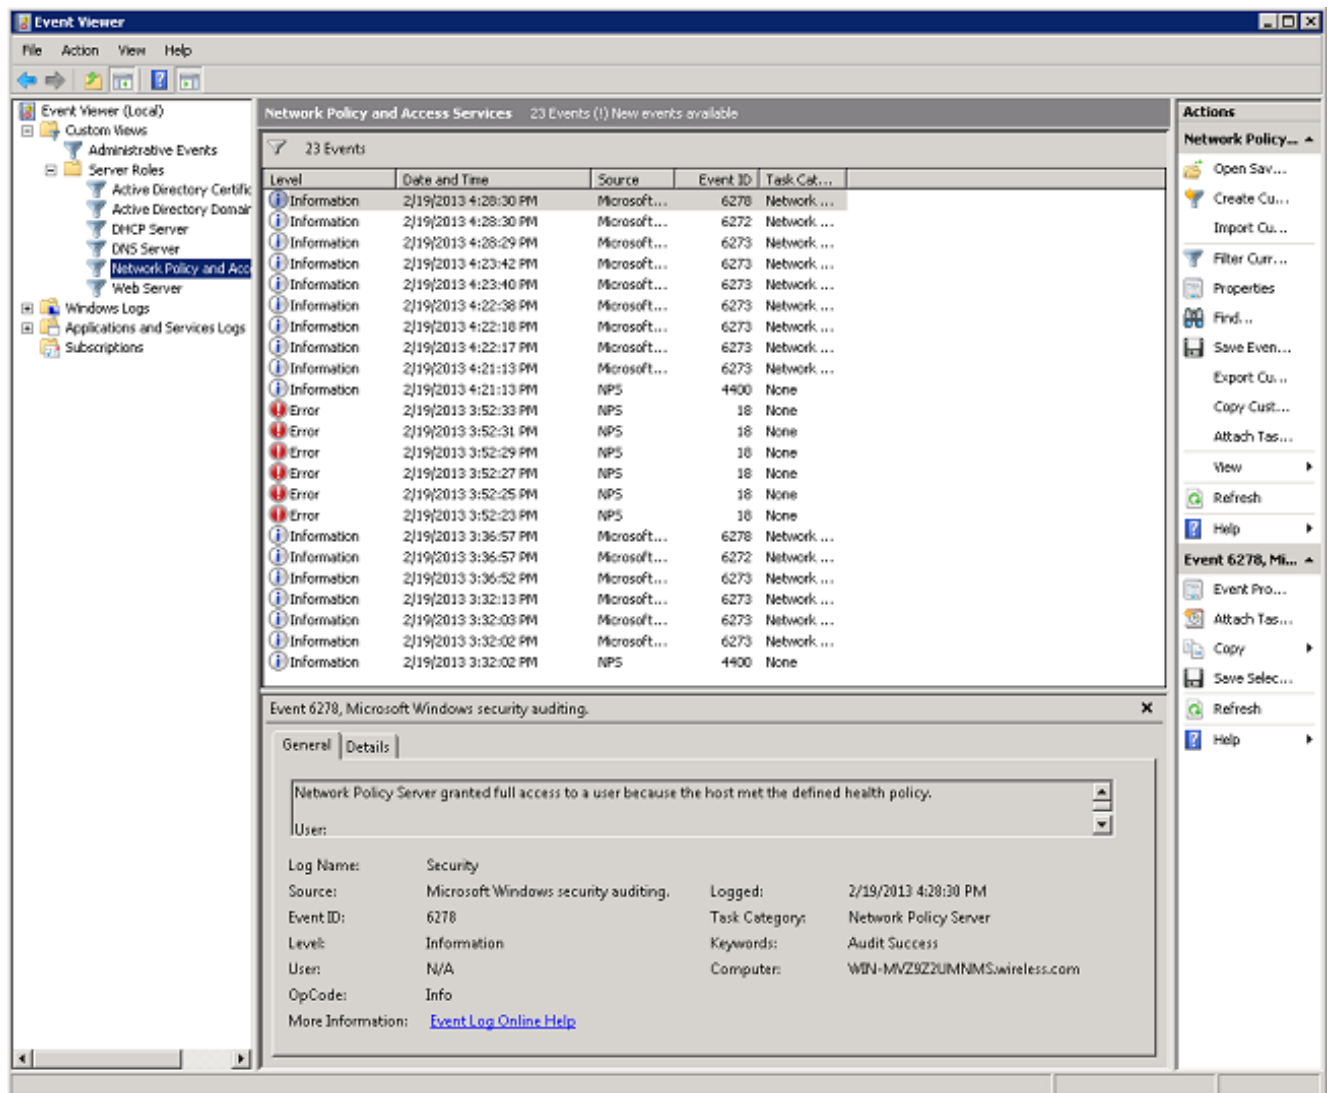 Event Viewer
File Action View Help
Event Viewer (Local)
Custom Views
Administrative Events
Server Roles
Active Directory Certific
Active Directory Domain
DHCP Server
DNS Server
Network Policy and Acce
Web Server
Windows Logs
Applications and Services Logs
Subscriptions
Network Policy and Access Services 23 Events (!) New events available
23 Events
Level Date and Time Source Event ID Task Cat...
Information 2/19/2013 4:28:30 PM Microsoft... 6278 Network ...
Information 2/19/2013 4:28:30 PM Microsoft... 6272 Network ...
Information 2/19/2013 4:28:29 PM Microsoft... 6273 Network ...
Information 2/19/2013 4:23:42 PM Microsoft... 6273 Network ...
Information 2/19/2013 4:23:40 PM Microsoft... 6273 Network ...
Information 2/19/2013 4:22:38 PM Microsoft... 6273 Network ...
Information 2/19/2013 4:22:18 PM Microsoft... 6273 Network ...
Information 2/19/2013 4:22:17 PM Microsoft... 6273 Network ...
Information 2/19/2013 4:21:13 PM Microsoft... 6273 Network ...
Information 2/19/2013 4:21:13 PM NPS 4400 None
Error 2/19/2013 3:52:33 PM NPS 18 None
Error 2/19/2013 3:52:31 PM NPS 18 None
Error 2/19/2013 3:52:29 PM NPS 18 None
Error 2/19/2013 3:52:27 PM NPS 18 None
Error 2/19/2013 3:52:25 PM NPS 18 None
Error 2/19/2013 3:52:23 PM NPS 18 None
Information 2/19/2013 3:36:57 PM Microsoft... 6278 Network ...
Information 2/19/2013 3:36:57 PM Microsoft... 6272 Network ...
Information 2/19/2013 3:36:52 PM Microsoft... 6273 Network ...
Information 2/19/2013 3:32:13 PM Microsoft... 6273 Network ...
Information 2/19/2013 3:32:03 PM Microsoft... 6273 Network ...
Information 2/19/2013 3:32:02 PM Microsoft... 6273 Network ...
Information 2/19/2013 3:32:02 PM NPS 4400 None
Event 6278, Microsoft Windows security auditing.
General Details
Network Policy Server granted full access to a user because the host met the defined health policy.
User:
Log Name: Security
Source: Microsoft Windows security auditing. Logged: 2/19/2013 4:28:30 PM
Event ID: 6278 Task Category: Network Policy Server
Level: Information Keywords: Audit Success
User: N/A Computer: WIN-MVZ9Z2UMNMS.wireless.com
OpCode: Info
More Information: Event Log Online Help
Actions
Network Policy...
Open Sav...
Create Cu...
Import Cu...
Filter Curr...
Properties
Find...
Save Even...
Export Cu...
Copy Cust...
Attach Tas...
View
Refresh
Help
Event 6278, Mi...
Event Pro...
Attach Tas...
Copy
Save Selec...
Refresh
Help